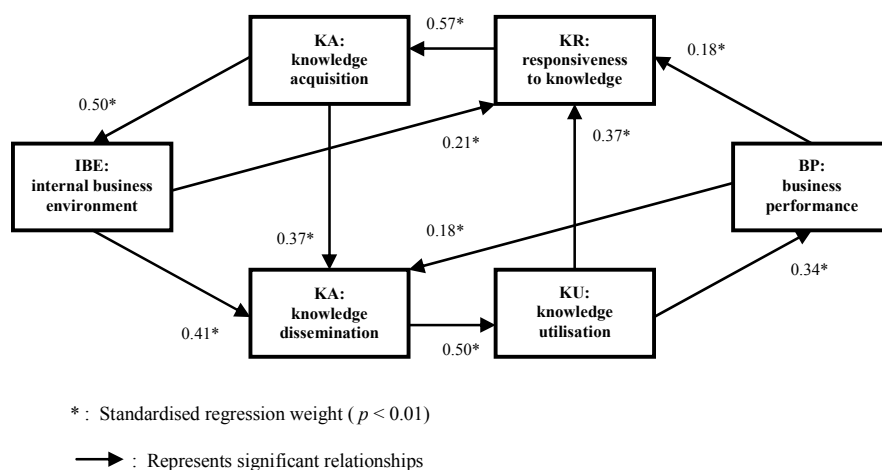 0.57*
KA:
knowledge
acquisition
KR:
responsiveness
to knowledge
0.18*
0.50*
0.21*
0.37*
IBE:
internal business
environment
BP:
business
performance
0.37*
0.18*
0.34*
KA:
knowledge
dissemination
KU:
knowledge
utilisation
0.41*
0.50*
* : Standardised regression weight ( p < 0.01)
: Represents significant relationships